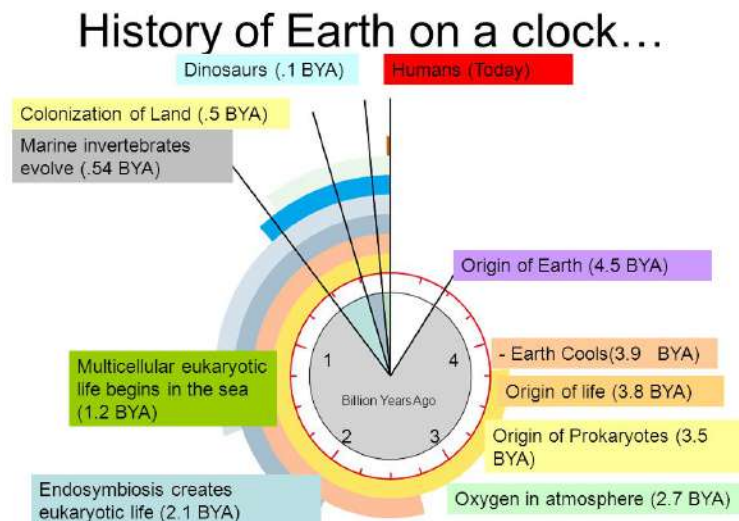 History of Earth on a clock…
Dinosaurs (.1 BYA)
Humans (Today)
Colonization of Land (.5 BYA)
Marine invertebrates
evolve (.54 BYA)
Origin of Earth (4.5 BYA)
1
4
- Earth Cools(3.9 BYA)
Multicellular eukaryotic
life begins in the sea
(1.2 BYA)
Billion Years Ago
Origin of life (3.8 BYA)
2
3
Origin of Prokaryotes (3.5
BYA)
Endosymbiosis creates
eukaryotic life (2.1 BYA)
Oxygen in atmosphere (2.7 BYA)